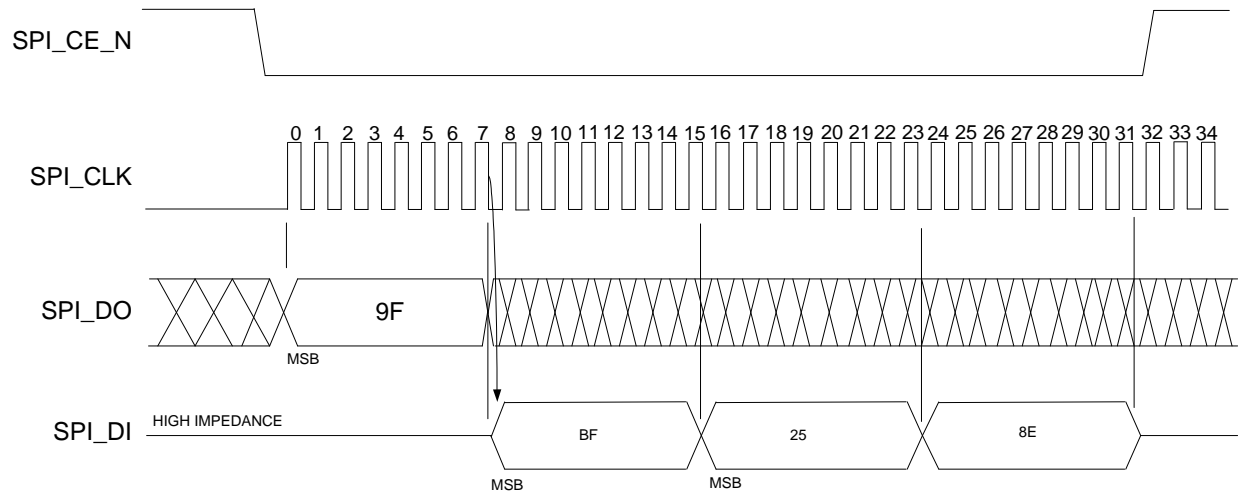 SPI_CE_N
0 1 2 3 4 5 6 7 8 9 10 11 12 13 14 15 16 17 18 19 20 21 22 23 24 25 26 27 28 29 30 31 32 33 34
SPI_CLK
SPI_DO
9F
MSB
HIGH IMPEDANCE
SPI_DI
BF 25 8E
MSB MSB